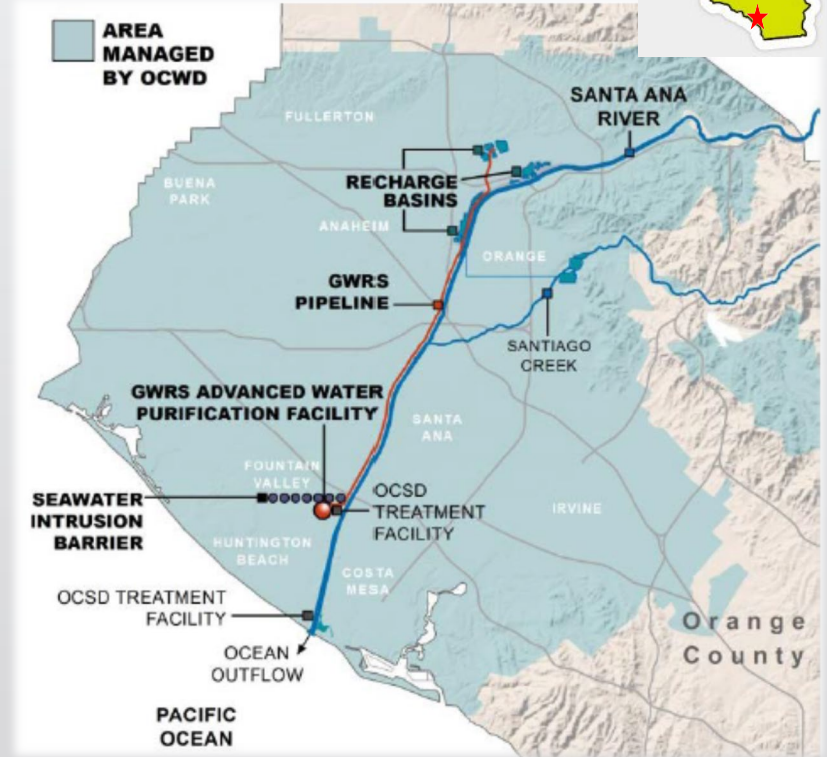 AREA
MANAGED
BY OCWD
SANTA ANA
RIVER
FULLERTON
RECHARGE
BASINS
BUENA
PARK
ANAHEIM
ORANGE
GWRS
PIPELINE
SANTIAGO
CREEK
GWRS ADVANCED WATER
PURIFICATION FACILITY
SANTA
ANA
FOUNTAIN
VALLEY
SEAWATER
INTRUSION
BARRIER
OCSD
TREATMENT
FACILITY
IRVINE
HUNTINGTON
BEACH
COSTA
MESA
OCSD TREATMENT
FACILITY
OCEAN
OUTFLOW
Orange
County
PACIFIC
OCEAN